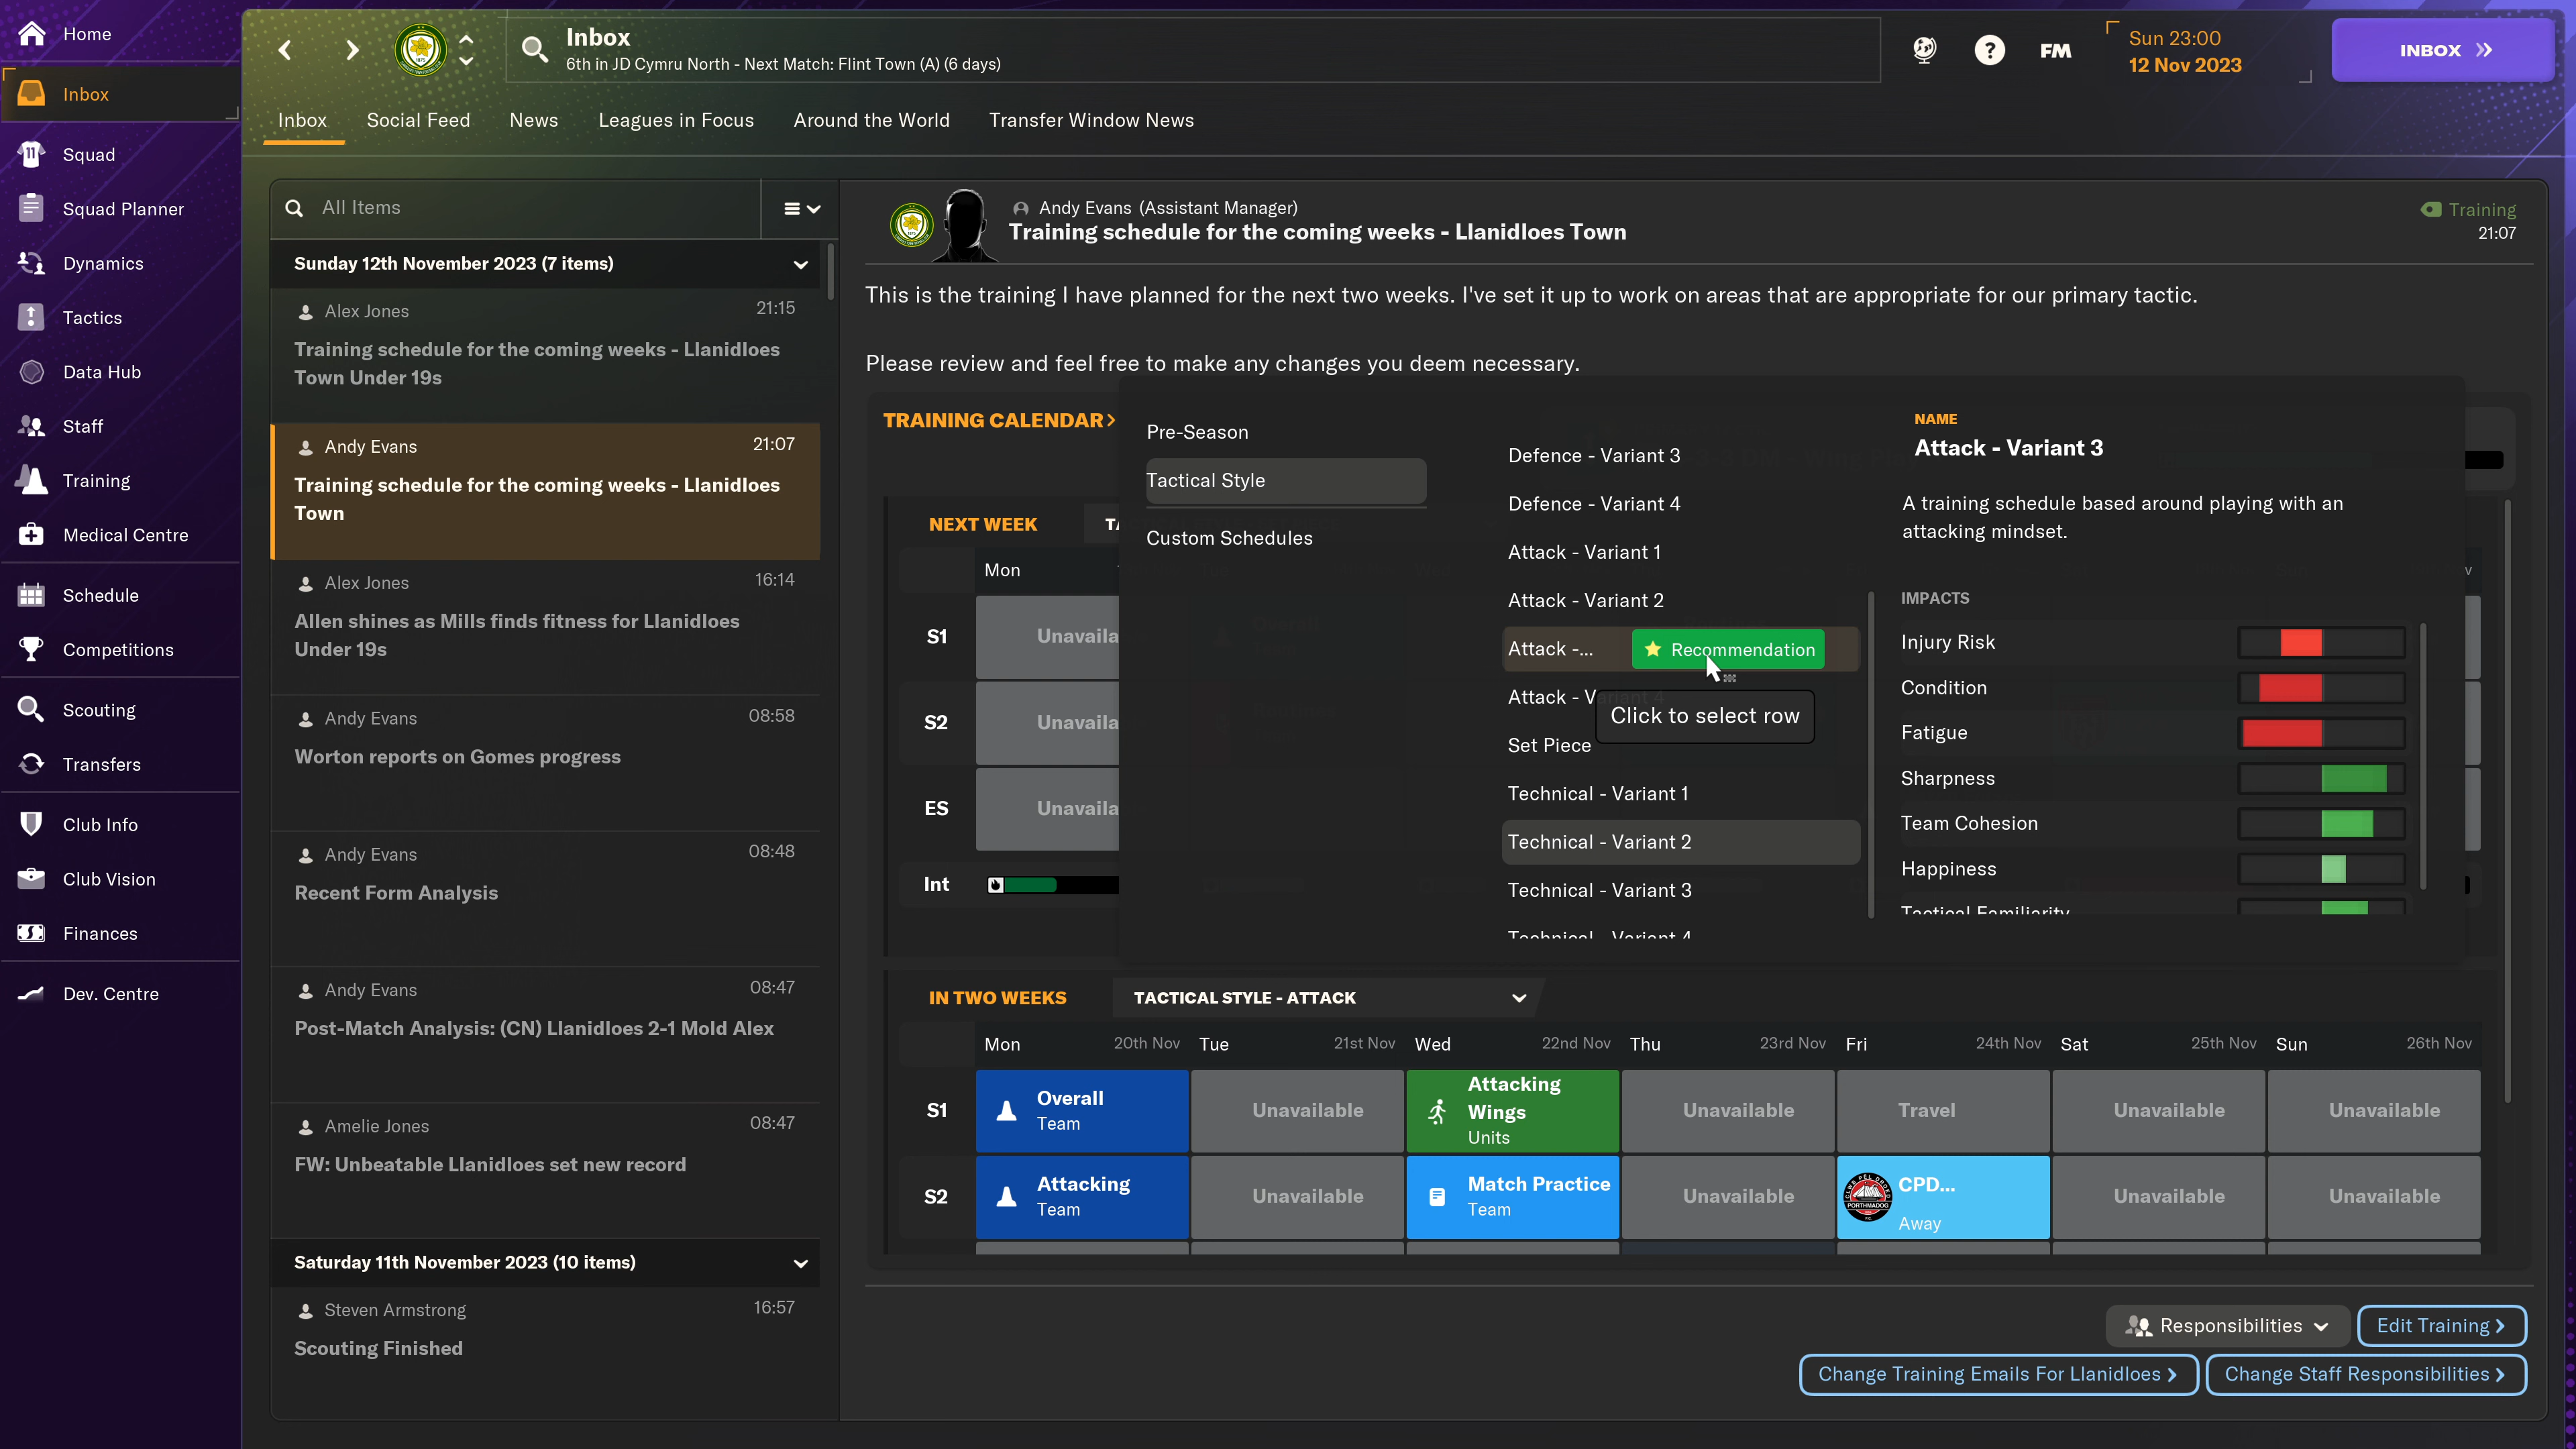 Home
Inbox
Squad
Squad Planner
Dynamics
Tactics
Data Hub
Staff
Training
Medical Centre
Schedule
Competitions
Scouting
Transfers
Club Info
Club Vision
Finances
Dev. Centre
Inbox
6th in JD Cymru North - Next Match: Flint Town (A) (6 days)
FM
Sun 23:00
12 Nov 2023
INBOX
Inbox Social Feed News Leagues in Focus Around the World Transfer Window News
All Items
Sunday 12th November 2023 (7 items)
Alex Jones 21:15
Training schedule for the coming weeks - Llanidloes
Town Under 19s
Andy Evans 21:07
Training schedule for the coming weeks - Llanidloes
Town
Alex Jones 16:14
Allen shines as Mills finds fitness for Llanidloes
Under 19s
Andy Evans 08:58
Worton reports on Gomes progress
Andy Evans 08:48
Recent Form Analysis
Andy Evans 08:47
Post-Match Analysis: (CN) Llanidloes 2-1 Mold Alex
Amelie Jones 08:47
FW: Unbeatable Llanidloes set new record
Saturday 11th November 2023 (10 items)
Steven Armstrong 16:57
Scouting Finished
Andy Evans (Assistant Manager)
Training schedule for the coming weeks - Llanidloes Town
Training
21:07
This is the training I have planned for the next two weeks. I've set it up to work on areas that are appropriate for our primary tactic.
Please review and feel free to make any changes you deem necessary.
TRAINING CALENDAR
NEXT WEEK
Mon
S1 Unavaila
S2 Unavaila
ES Unavaila
Int
Pre-Season
Tactical Style
Custom Schedules
Defence - Variant 3
Defence - Variant 4
Attack - Variant 1
Attack - Variant 2
Attack -... Recommendation
Attack - Variant 4
Click to select row
Set Piece
Technical - Variant 1
Technical - Variant 2
Technical - Variant 3
Technical - Variant 4
NAME
Attack - Variant 3
A training schedule based around playing with an
attacking mindset.
IMPACTS
Injury Risk
Condition
Fatigue
Sharpness
Team Cohesion
Happiness
Tactical Familiarity
IN TWO WEEKS TACTICAL STYLE - ATTACK
Mon 20th Nov Tue 21st Nov Wed 22nd Nov Thu 23rd Nov Fri 24th Nov Sat 25th Nov Sun 26th Nov
S1 Overall Team Unavailable Attacking Wings Units Unavailable Travel Unavailable Unavailable
S2 Attacking Team Unavailable Match Practice Team Unavailable CPD... Away Unavailable Unavailable
Responsibilities Edit Training
Change Training Emails For Llanidloes Change Staff Responsibilities